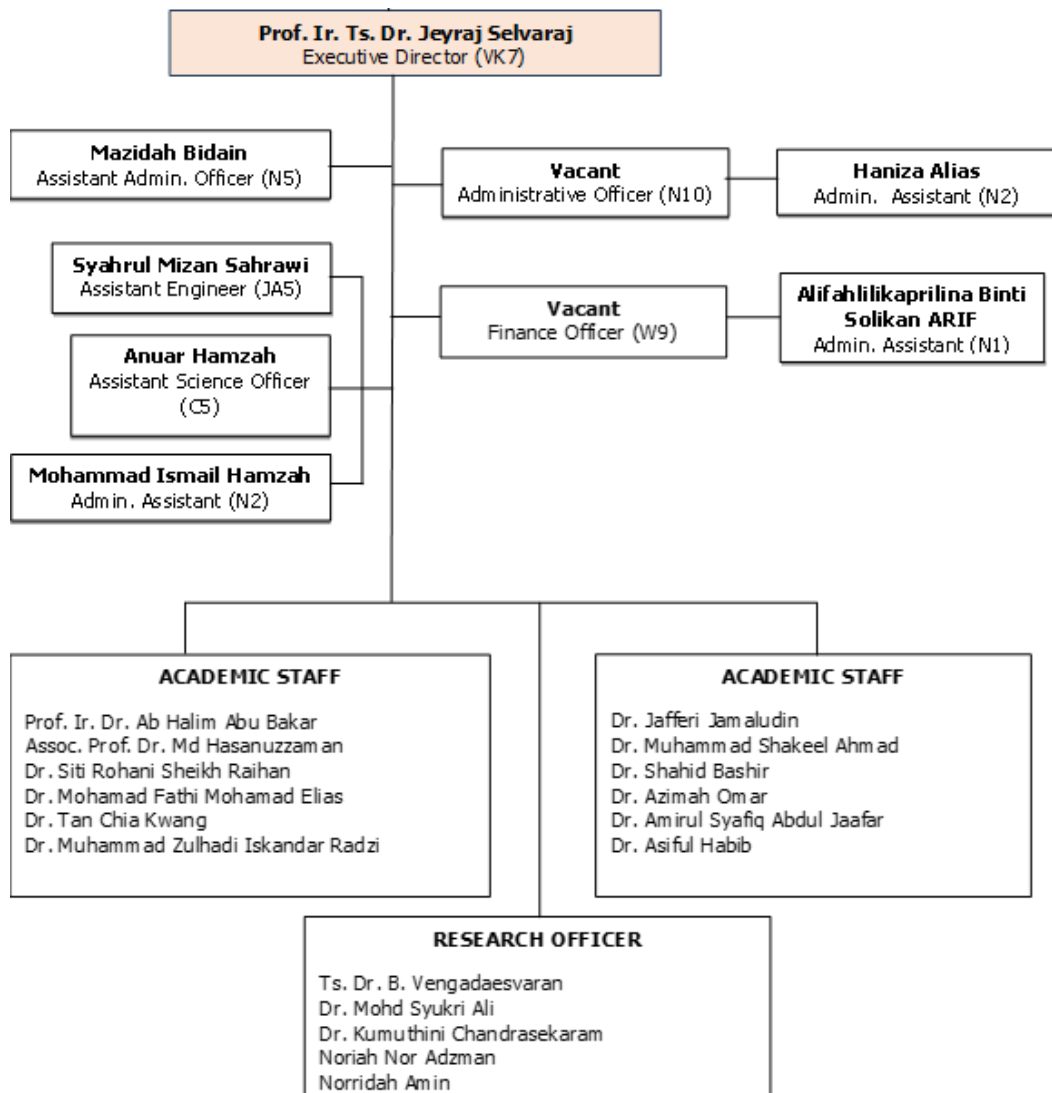 Prof. Ir. Ts. Dr. Jeyraj Selvaraj
Executive Director (VK7)
Mazidah Bidain
Assistant Admin. Officer (N5)
Vacant
Administrative Officer (N10)
Haniza Alias
Admin. Assistant (N2)
Syahrul Mizan Sahrawi
Assistant Engineer (JA5)
Vacant
Finance Officer (W9)
Alifahlilikaprilina Binti
Solikan ARIF
Admin. Assistant (N1)
Anuar Hamzah
Assistant Science Officer
(C5)
Mohammad Ismail Hamzah
Admin. Assistant (N2)
ACADEMIC STAFF
Prof. Ir. Dr. Ab Halim Abu Bakar
Assoc. Prof. Dr. Md Hasanuzzaman
Dr. Siti Rohani Sheikh Raihan
Dr. Mohamad Fathi Mohamad Elias
Dr. Tan Chia Kwang
Dr. Muhammad Zulhadi Iskandar Radzi
ACADEMIC STAFF
Dr. Jafferi Jamaludin
Dr. Muhammad Shakeel Ahmad
Dr. Shahid Bashir
Dr. Azimah Omar
Dr. Amirul Syafiq Abdul Jaafar
Dr. Asiful Habib
RESEARCH OFFICER
Ts. Dr. B. Vengadaesvaran
Dr. Mohd Syukri Ali
Dr. Kumuthini Chandrasekaram
Noriah Nor Adzman
Norridah Amin